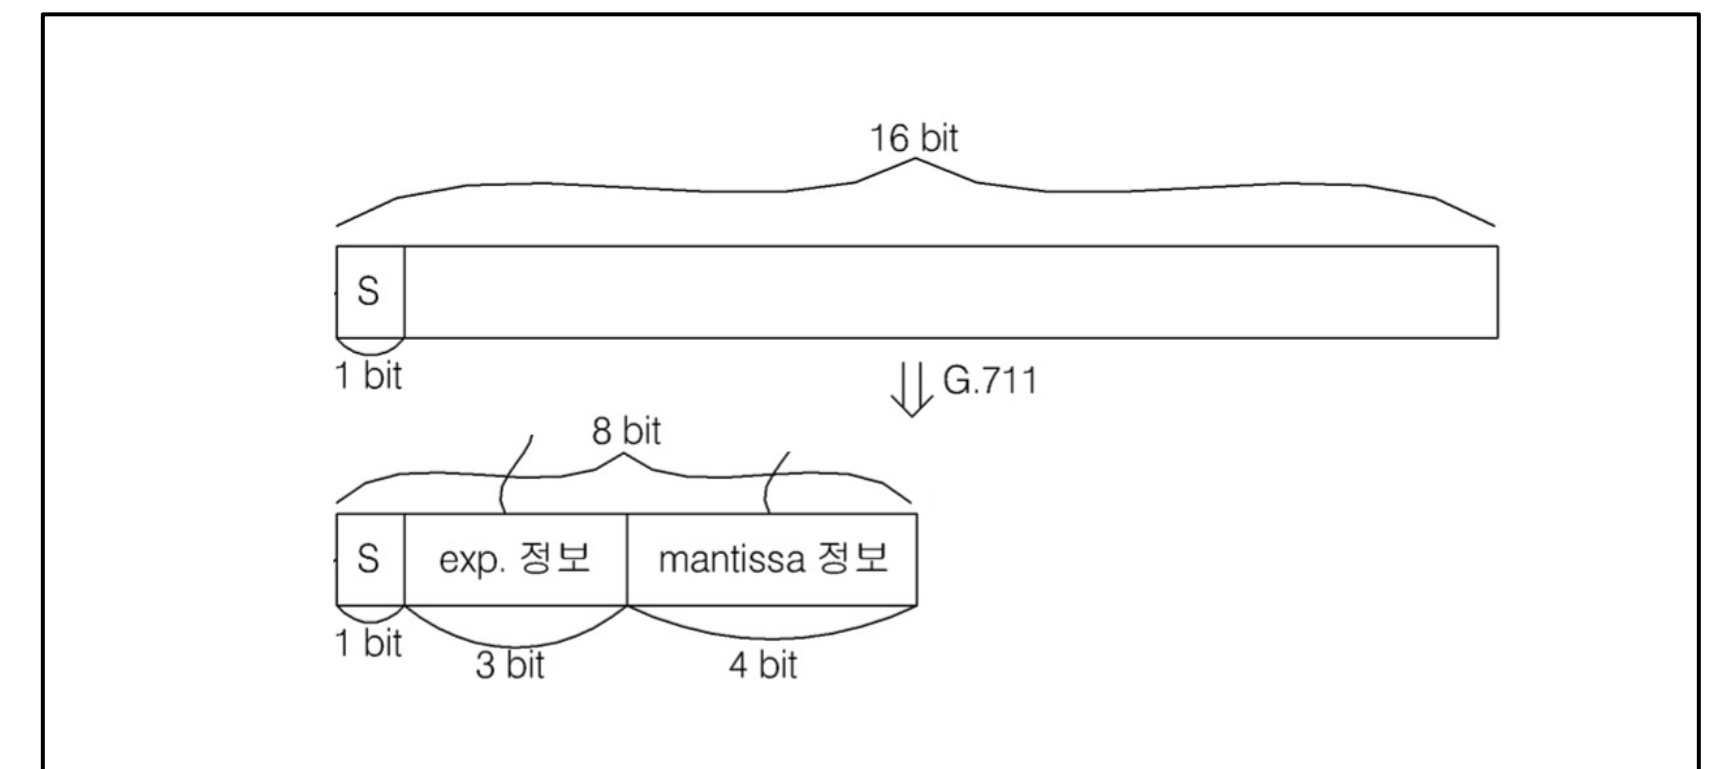 16 bit
S
1 bit
G.711
8 bit
S
exp. 정보
mantissa 정보
1 bit
3 bit
4 bit